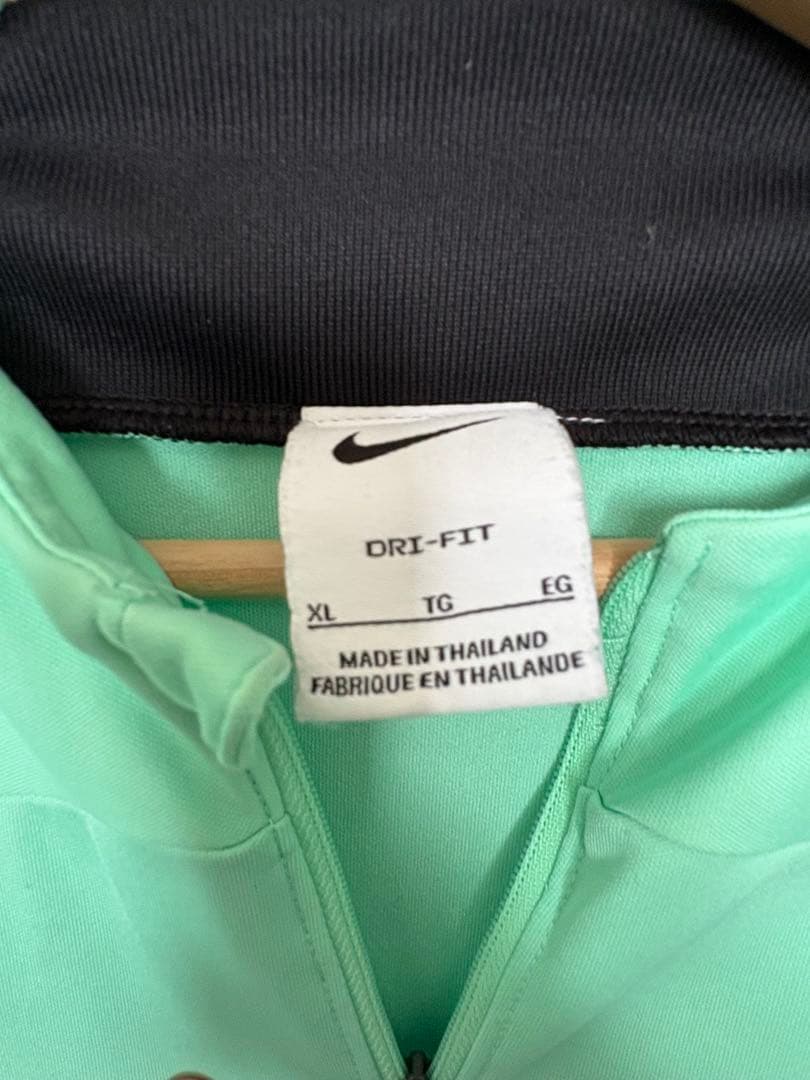 DRI-FIT
XL TG EG
MADE IN THAILAND
FABRIQUE EN THAILANDE